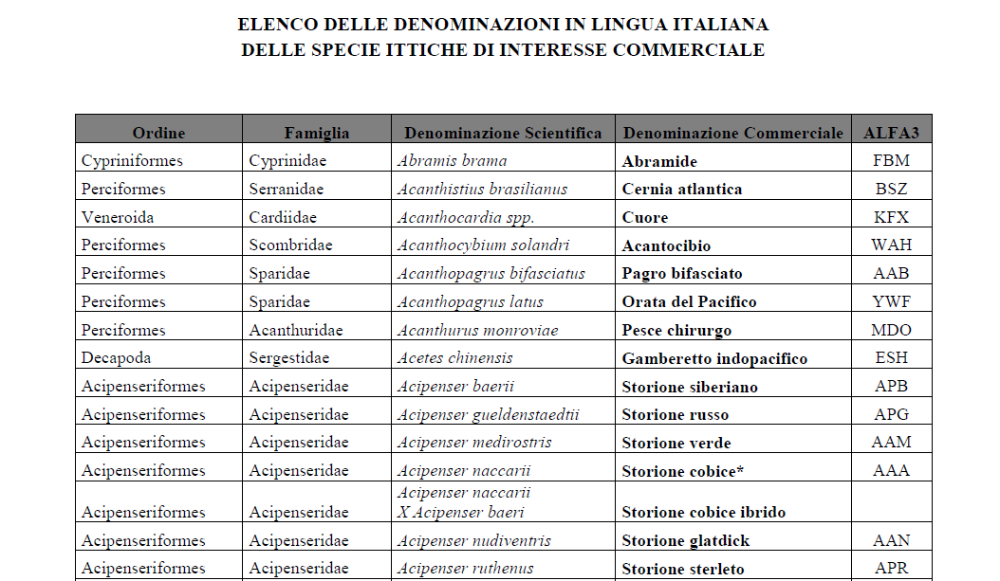 ELENCO DELLE DENOMINAZIONI IN LINGUA ITALIANA
DELLE SPECIE ITTICHE DI INTERESSE COMMERCIALE
Ordine Famiglia Denominazione Scientifica Denominazione Commerciale ALFA3
Cypriniformes Cyprinidae Abramis brama Abramide FBM
Perciformes Serranidae Acanthistius brasilianus Cernia atlantica BSZ
Veneroida Cardiidae Acanthocardia spp. Cuore KFX
Perciformes Scombridae Acanthocybium solandri Acantocibio WAH
Perciformes Sparidae Acanthopagrus bifasciatus Pagro bifasciato AAB
Perciformes Sparidae Acanthopagrus latus Orata del Pacifico YWF
Perciformes Acanthuridae Acanthurus monroviae Pesce chirurgo MDO
Decapoda Sergestidae Acetes chinensis Gamberetto indopacifico ESH
Acipenseriformes Acipenseridae Acipenser baerii Storione siberiano APB
Acipenseriformes Acipenseridae Acipenser gueldenstaedtii Storione russo APG
Acipenseriformes Acipenseridae Acipenser medirostris Storione verde AAM
Acipenseriformes Acipenseridae Acipenser naccarii Storione cobice* AAA
Acipenser naccarii
Acipenseriformes Acipenseridae X Acipenser baeri Storione cobice ibrido
Acipenseriformes Acipenseridae Acipenser nudiventris Storione glatdick AAN
Acipenseriformes Acipenseridae Acipenser ruthenus Storione sterleto APR